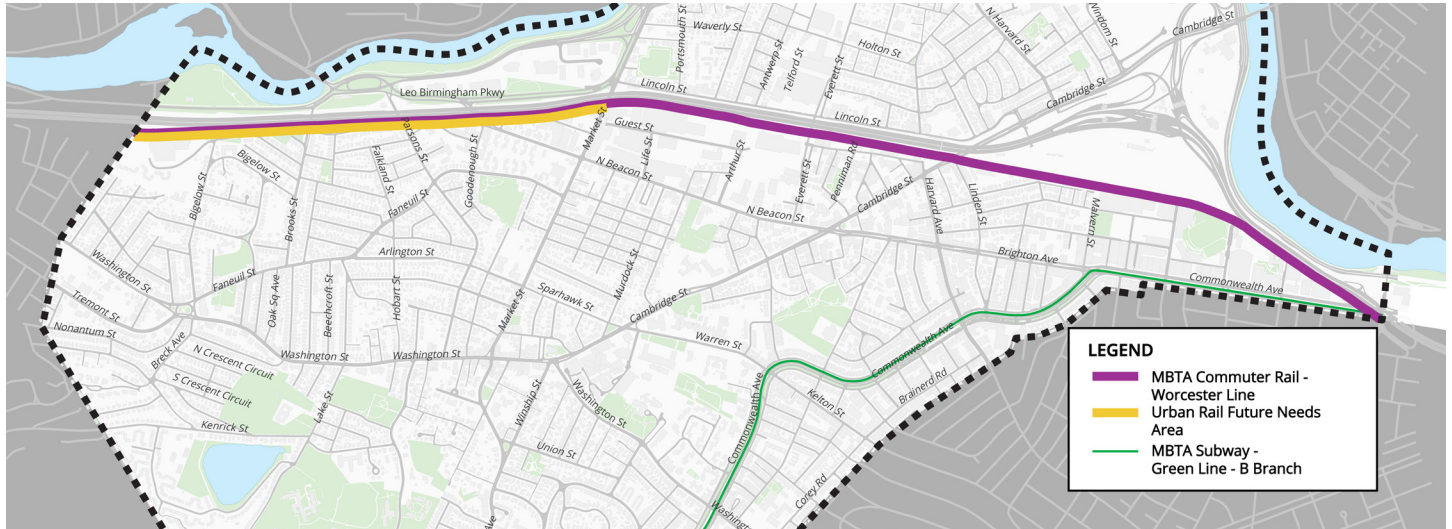 Waverly St
Portsmouth St
Antwerp St
Telford St
Everett St
Holton St
N Harvard St
Windom St
Cambridge St
Leo Birmingham Pkwy
Lincoln St
Cambridge St
Lincoln St
Market St
Guest St
Life St
Parsons St
Goodenough St
N Beacon St
Arthur St
Everett St
Penniman Rd
Cambridge St
Harvard Ave
Linden St
Malvern St
Bigelow St
Bigelow St
Falkland St
Faneuil St
Brooks St
N Beacon St
Brighton Ave
Commonwealth Ave
Washington St
Arlington St
Faneuil St
Tremont St
Oak Sq Ave
Beechcroft St
Hobart St
Market St
Sparhawk St
Murdock St
Cambridge St
Nonantum St
Breck Ave
N Crescent Circuit
Washington St
Washington St
Warren St
Commonwealth Ave
S Crescent Circuit
Lake St
Winship St
Washington St
Commonwealth Ave
Kelton St
Brainerd Rd
Kenrick St
Union St
Corey Rd
Washington
Ave
LEGEND
MBTA Commuter Rail -
Worcester Line
Urban Rail Future Needs
Area
MBTA Subway -
Green Line - B Branch